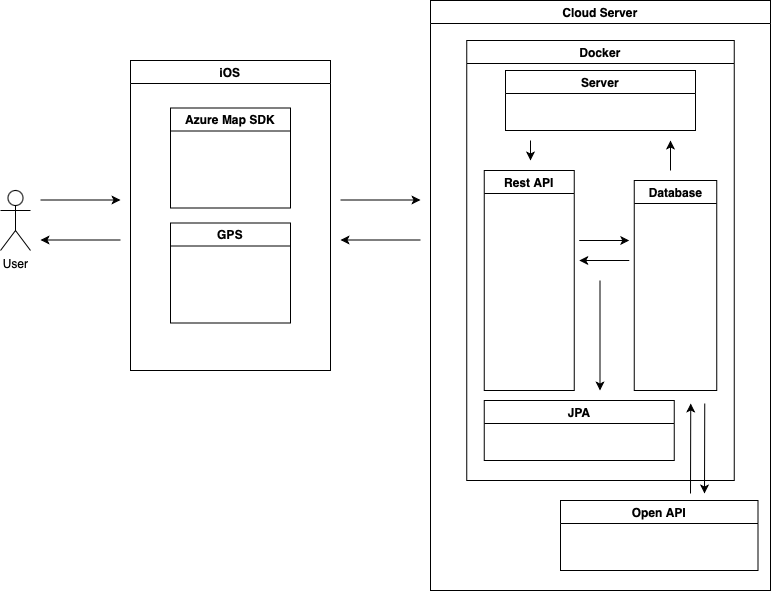 Cloud Server
Docker
iOS
Server
Azure Map SDK
Rest API
Database
GPS
User
JPA
Open API